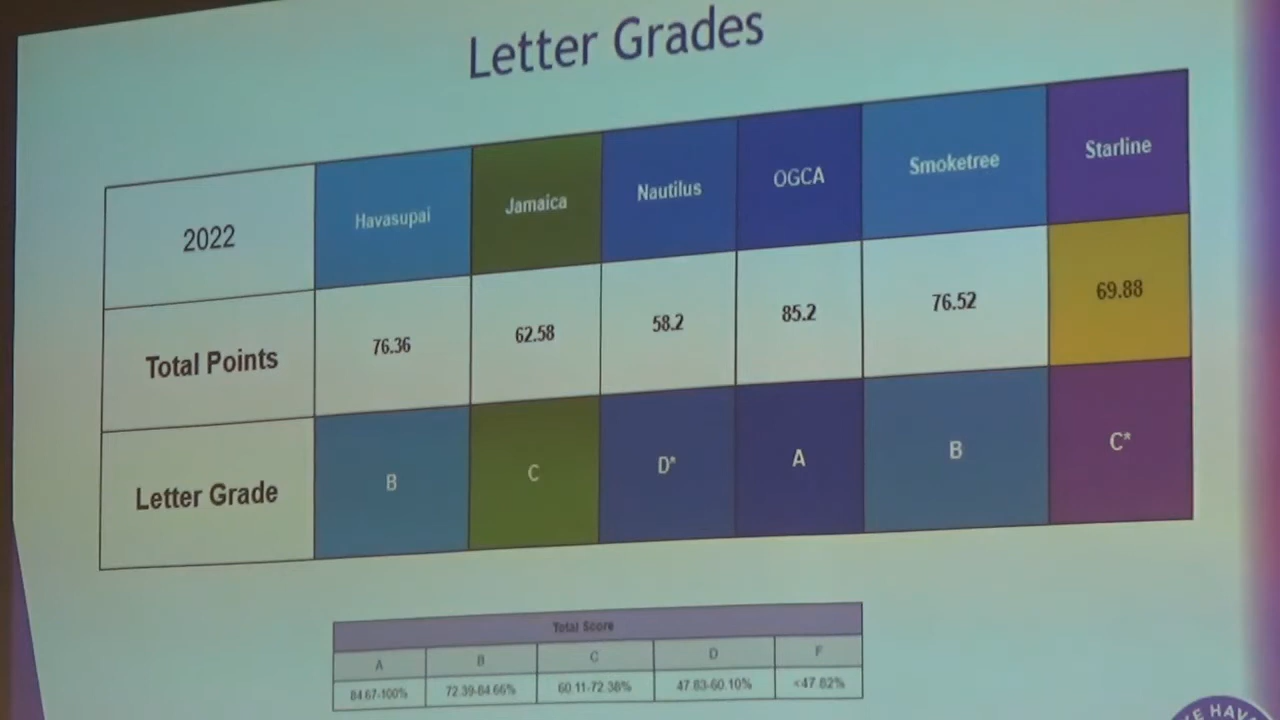 Letter Grades
2022 Havasupai Jamaica Nautilus OGCA Smoketree Starline
Total Points 76.36 62.58 58.2 85.2 76.52 69.88
Letter Grade B C D* A B C*
Total Score
A B C D F
84.67-100% 72.39-84.66% 60.11-72.38% 47.83-60.10% <47.82%
KE HAV